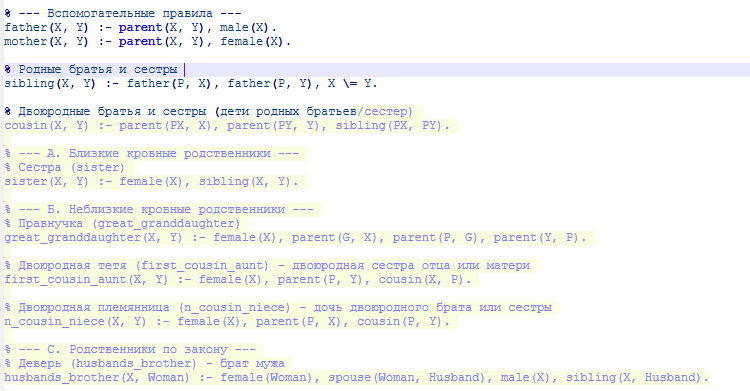 % --- Вспомогательные правила ---
father(X, Y) :- parent(X, Y), male(X).
mother(X, Y) :- parent(X, Y), female(X).
% Родные братья и сестры
sibling(X, Y) :- father(P, X), father(P, Y), X \= Y.
% Двоюродные братья и сестры (дети родных братьев/сестер)
cousin(X, Y) :- parent(PX, X), parent(PY, Y), sibling(PX, PY).
% --- А. Близкие кровные родственники ---
% Сестра (sister)
sister(X, Y) :- female(X), sibling(X, Y).
% --- Б. Неблизкие кровные родственники ---
% Правнучка (great_granddaughter)
great_granddaughter(X, Y) :- female(X), parent(G, X), parent(P, G), parent(Y, P).
% Двоюродная тетя (first_cousin_aunt) - двоюродная сестра отца или матери
first_cousin_aunt(X, Y) :- female(X), parent(P, Y), cousin(X, P).
% Двоюродная племянница (n_cousin_niece) - дочь двоюродного брата или сестры
n_cousin_niece(X, Y) :- female(X), parent(P, X), cousin(P, Y).
% --- С. Родственники по закону ---
% Деверь (husbands_brother) - брат мужа
husbands_brother(X, Woman) :- female(Woman), spouse(Woman, Husband), male(X), sibling(X, Husband).